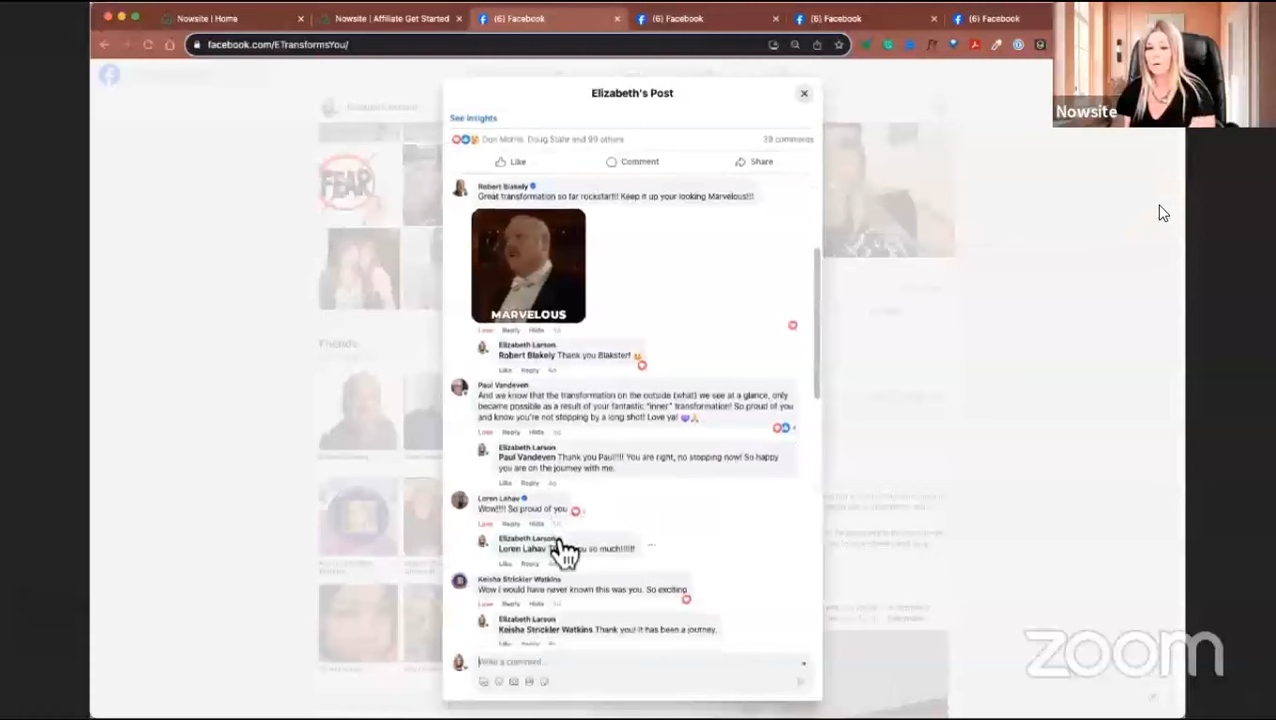 Nowsite | Home
Nowsite | Affiliate Get Started
(6) Facebook
(6) Facebook
(6) Facebook
(6) Facebook
facebook.com/ETransformsYou/
Nowsite
Elizabeth's Post
See insights
Don Morris, Doug Stahr and 99 others
39 comments
Like
Comment
Share
FEAR
Robert Blakely
Great transformation so far rockstar!! Keep it up your looking Marvelous!!!
MARVELOUS
Love Reply Hide
Elizabeth Larson
Robert Blakely Thank you Blakster!
Like Reply
Paul Vandeven
And we know that the transformation on the outside (what) we see at a glance, only
became possible as a result of your fantastic "inner" transformation! So proud of you
and know you're not stopping by a long shot! Love ya!
Love Reply Hide
Elizabeth Larson
Paul Vandeven Thank you Paul!!!! You are right, no stopping now! So happy
you are on the journey with me.
Like Reply
Loren Lahav
Wow!!!! So proud of you
Love Reply Hide
Elizabeth Larson
Loren Lahav so much!!!!!!
Like Reply
Keisha Strickler Watkins
Wow I would have never known this was you. So exciting
Love Reply Hide
Elizabeth Larson
Keisha Strickler Watkins Thank you! It has been a journey.
Like Reply
Write a comment...
Friends
zoom